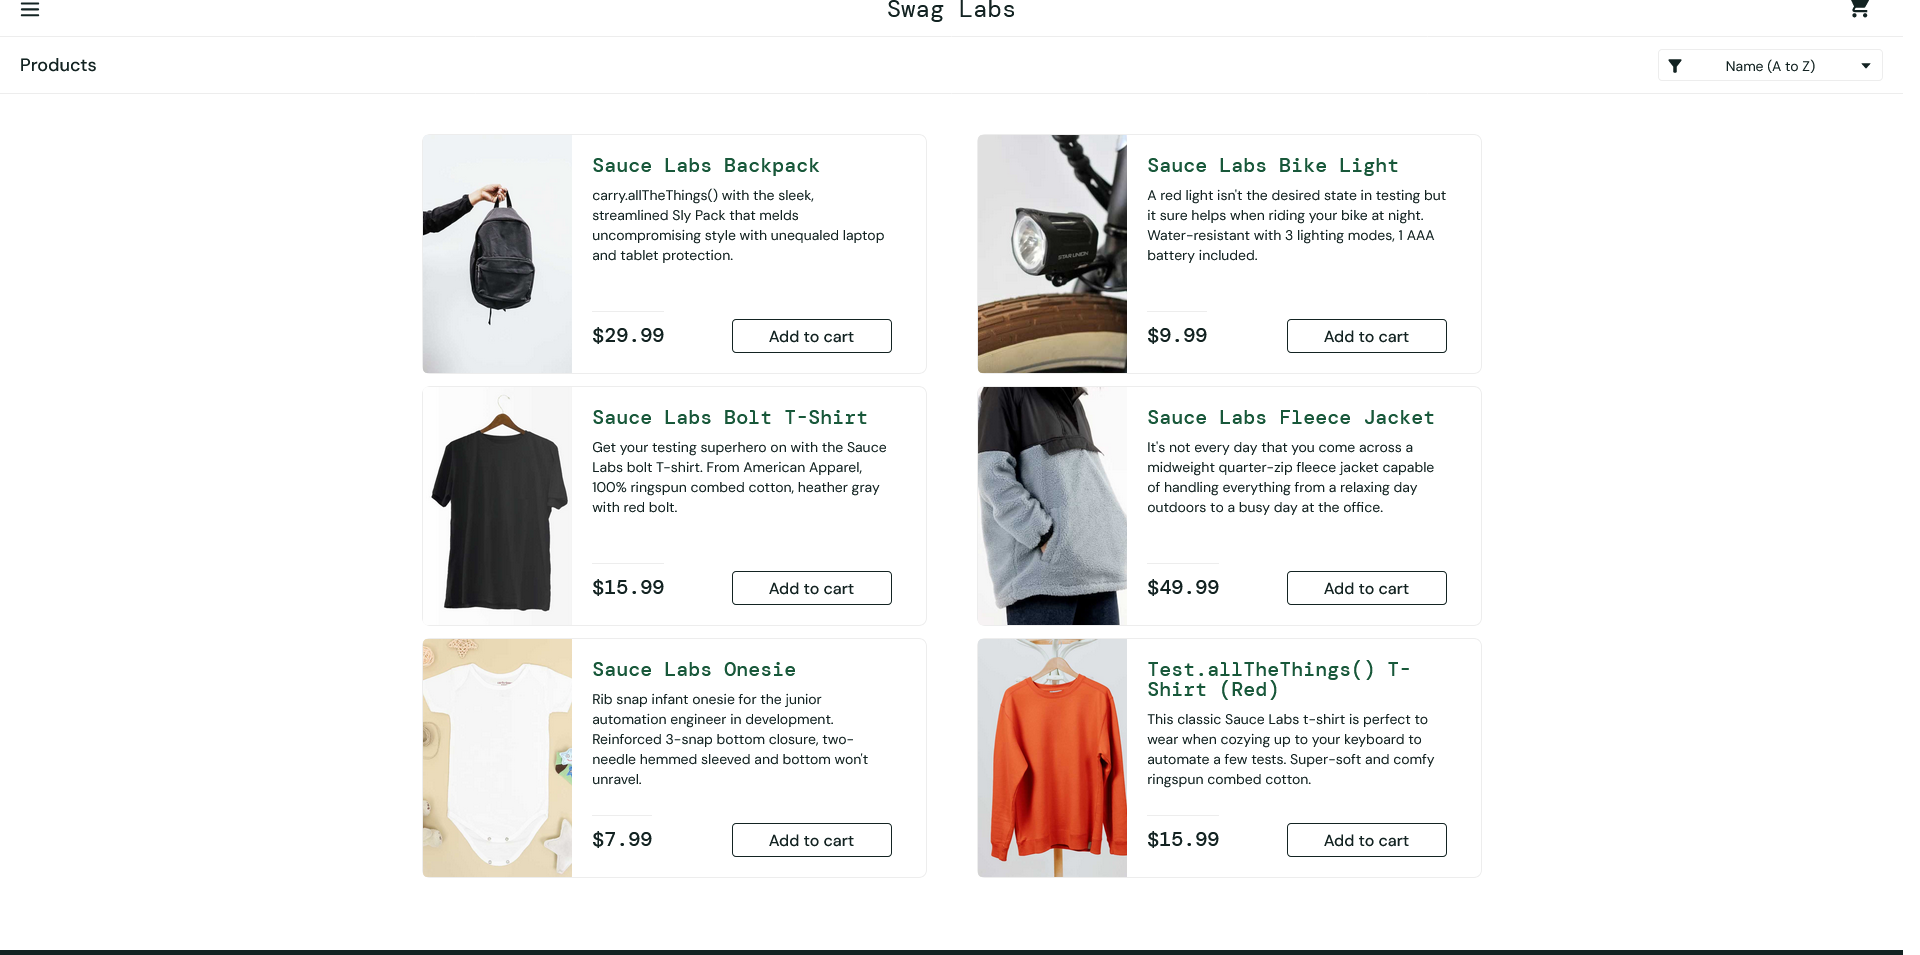 Swag Labs
Products
Name (A to Z)
Sauce Labs Backpack
carry.allTheThings() with the sleek,
streamlined Sly Pack that melds
uncompromising style with unequaled laptop
and tablet protection.
$29.99
Add to cart
Sauce Labs Bike Light
A red light isn't the desired state in testing but
it sure helps when riding your bike at night.
Water-resistant with 3 lighting modes, 1 AAA
battery included.
$9.99
Add to cart
STAR UNION
Sauce Labs Bolt T-Shirt
Get your testing superhero on with the Sauce
Labs bolt T-shirt. From American Apparel,
100% ringspun combed cotton, heather gray
with red bolt.
$15.99
Add to cart
Sauce Labs Fleece Jacket
It's not every day that you come across a
midweight quarter-zip fleece jacket capable
of handling everything from a relaxing day
outdoors to a busy day at the office.
$49.99
Add to cart
Sauce Labs Onesie
Rib snap infant onesie for the junior
automation engineer in development.
Reinforced 3-snap bottom closure, two-
needle hemmed sleeved and bottom won't
unravel.
$7.99
Add to cart
Test.allTheThings() T-
Shirt (Red)
This classic Sauce Labs t-shirt is perfect to
wear when cozying up to your keyboard to
automate a few tests. Super-soft and comfy
ringspun combed cotton.
$15.99
Add to cart